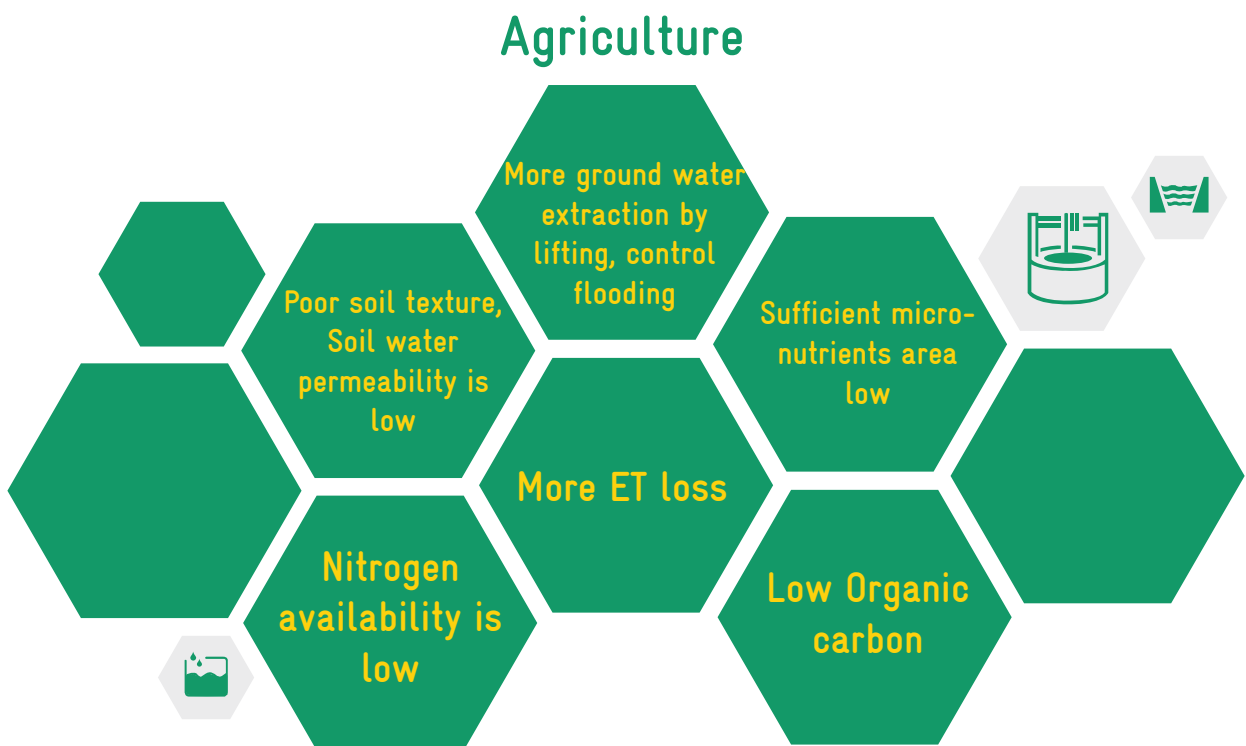 Agriculture
More ground water
extraction by
lifting, control
flooding
Poor soil texture,
Soil water
permeability is
low
Sufficient micro-
nutrients area
low
More ET loss
Nitrogen
availability is
low
Low Organic
carbon